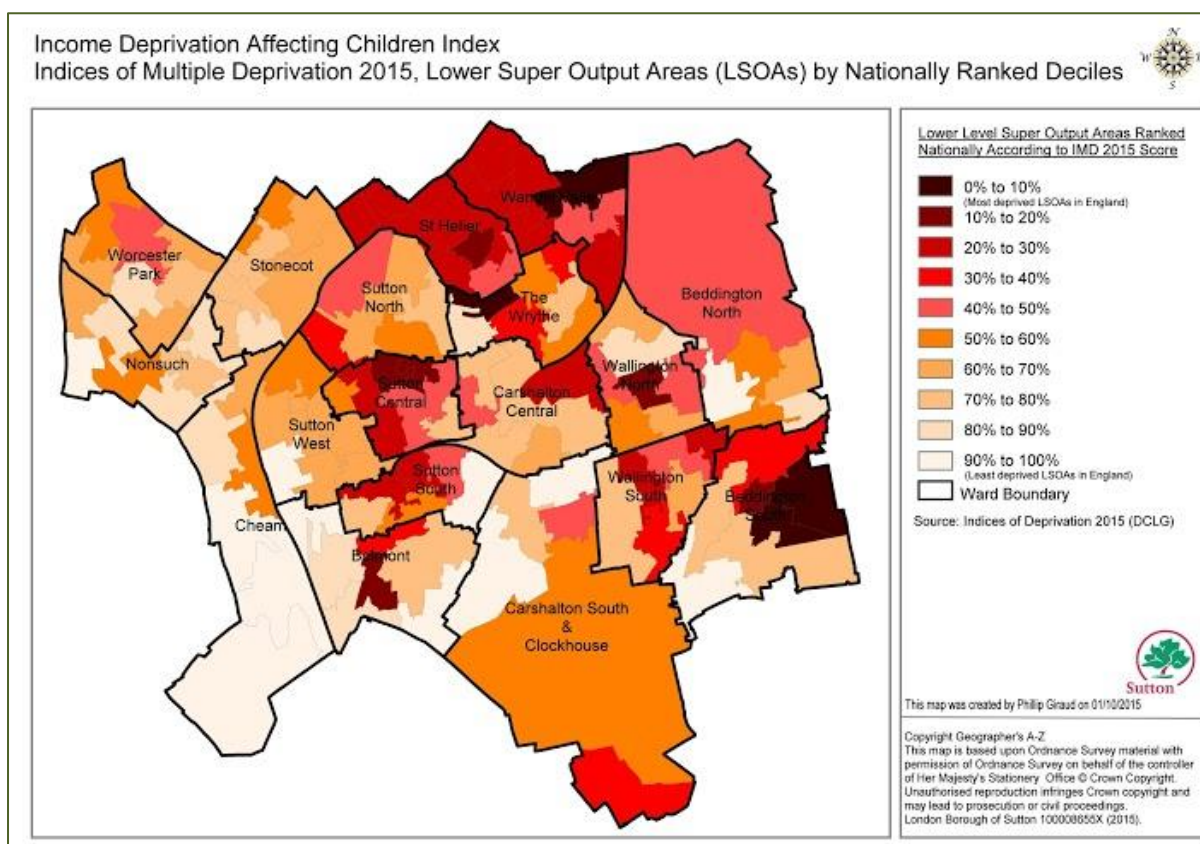 Income Deprivation Affecting Children Index
Indices of Multiple Deprivation 2015, Lower Super Output Areas (LSOAs) by Nationally Ranked Deciles
N
W
S
Worcester
Park
Stonecot
St Helier
Wandle Valley
Sutton
North
The
Wrythe
Beddington
North
Nonsuch
Sutton
Central
Carshalton
Central
Wallington
North
Sutton
West
Sutton
South
Wallington
South
Beddington
South
Cheam
Belmont
Carshalton South
&
Clockhouse
Lower Level Super Output Areas Ranked
Nationally According to IMD 2015 Score
0% to 10%
(Most deprived LSOAs in England)
10% to 20%
20% to 30%
30% to 40%
40% to 50%
50% to 60%
60% to 70%
70% to 80%
80% to 90%
90% to 100%
(Least deprived LSOAs in England)
Ward Boundary
Source: Indices of Deprivation 2015 (DCLG)
Sutton
This map was created by Phillip Giraud on 01/10/2015
Copyright Geographer's A-Z
This map is based upon Ordnance Survey material with
permission of Ordnance Survey on behalf of the controller
of Her Majesty's Stationery Office © Crown Copyright.
Unauthorised reproduction infringes Crown copyright and
may lead to prosecution or civil proceedings.
London Borough of Sutton 100008655X (2015).